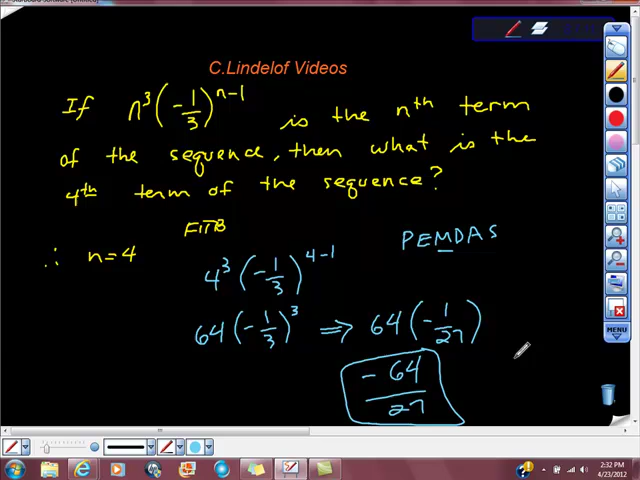 C.Lindelof Videos
If n³(-1/3)ⁿ⁻¹ is the nᵗʰ term
of the sequence, then what is the
4ᵗʰ term of the sequence?
FITB
∴ n=4
PEMDAS
4³(-1/3)⁴⁻¹
64(-1/3)³ ⇒ 64(-1/27)
-64/27
MENU
2:32 PM
4/23/2012